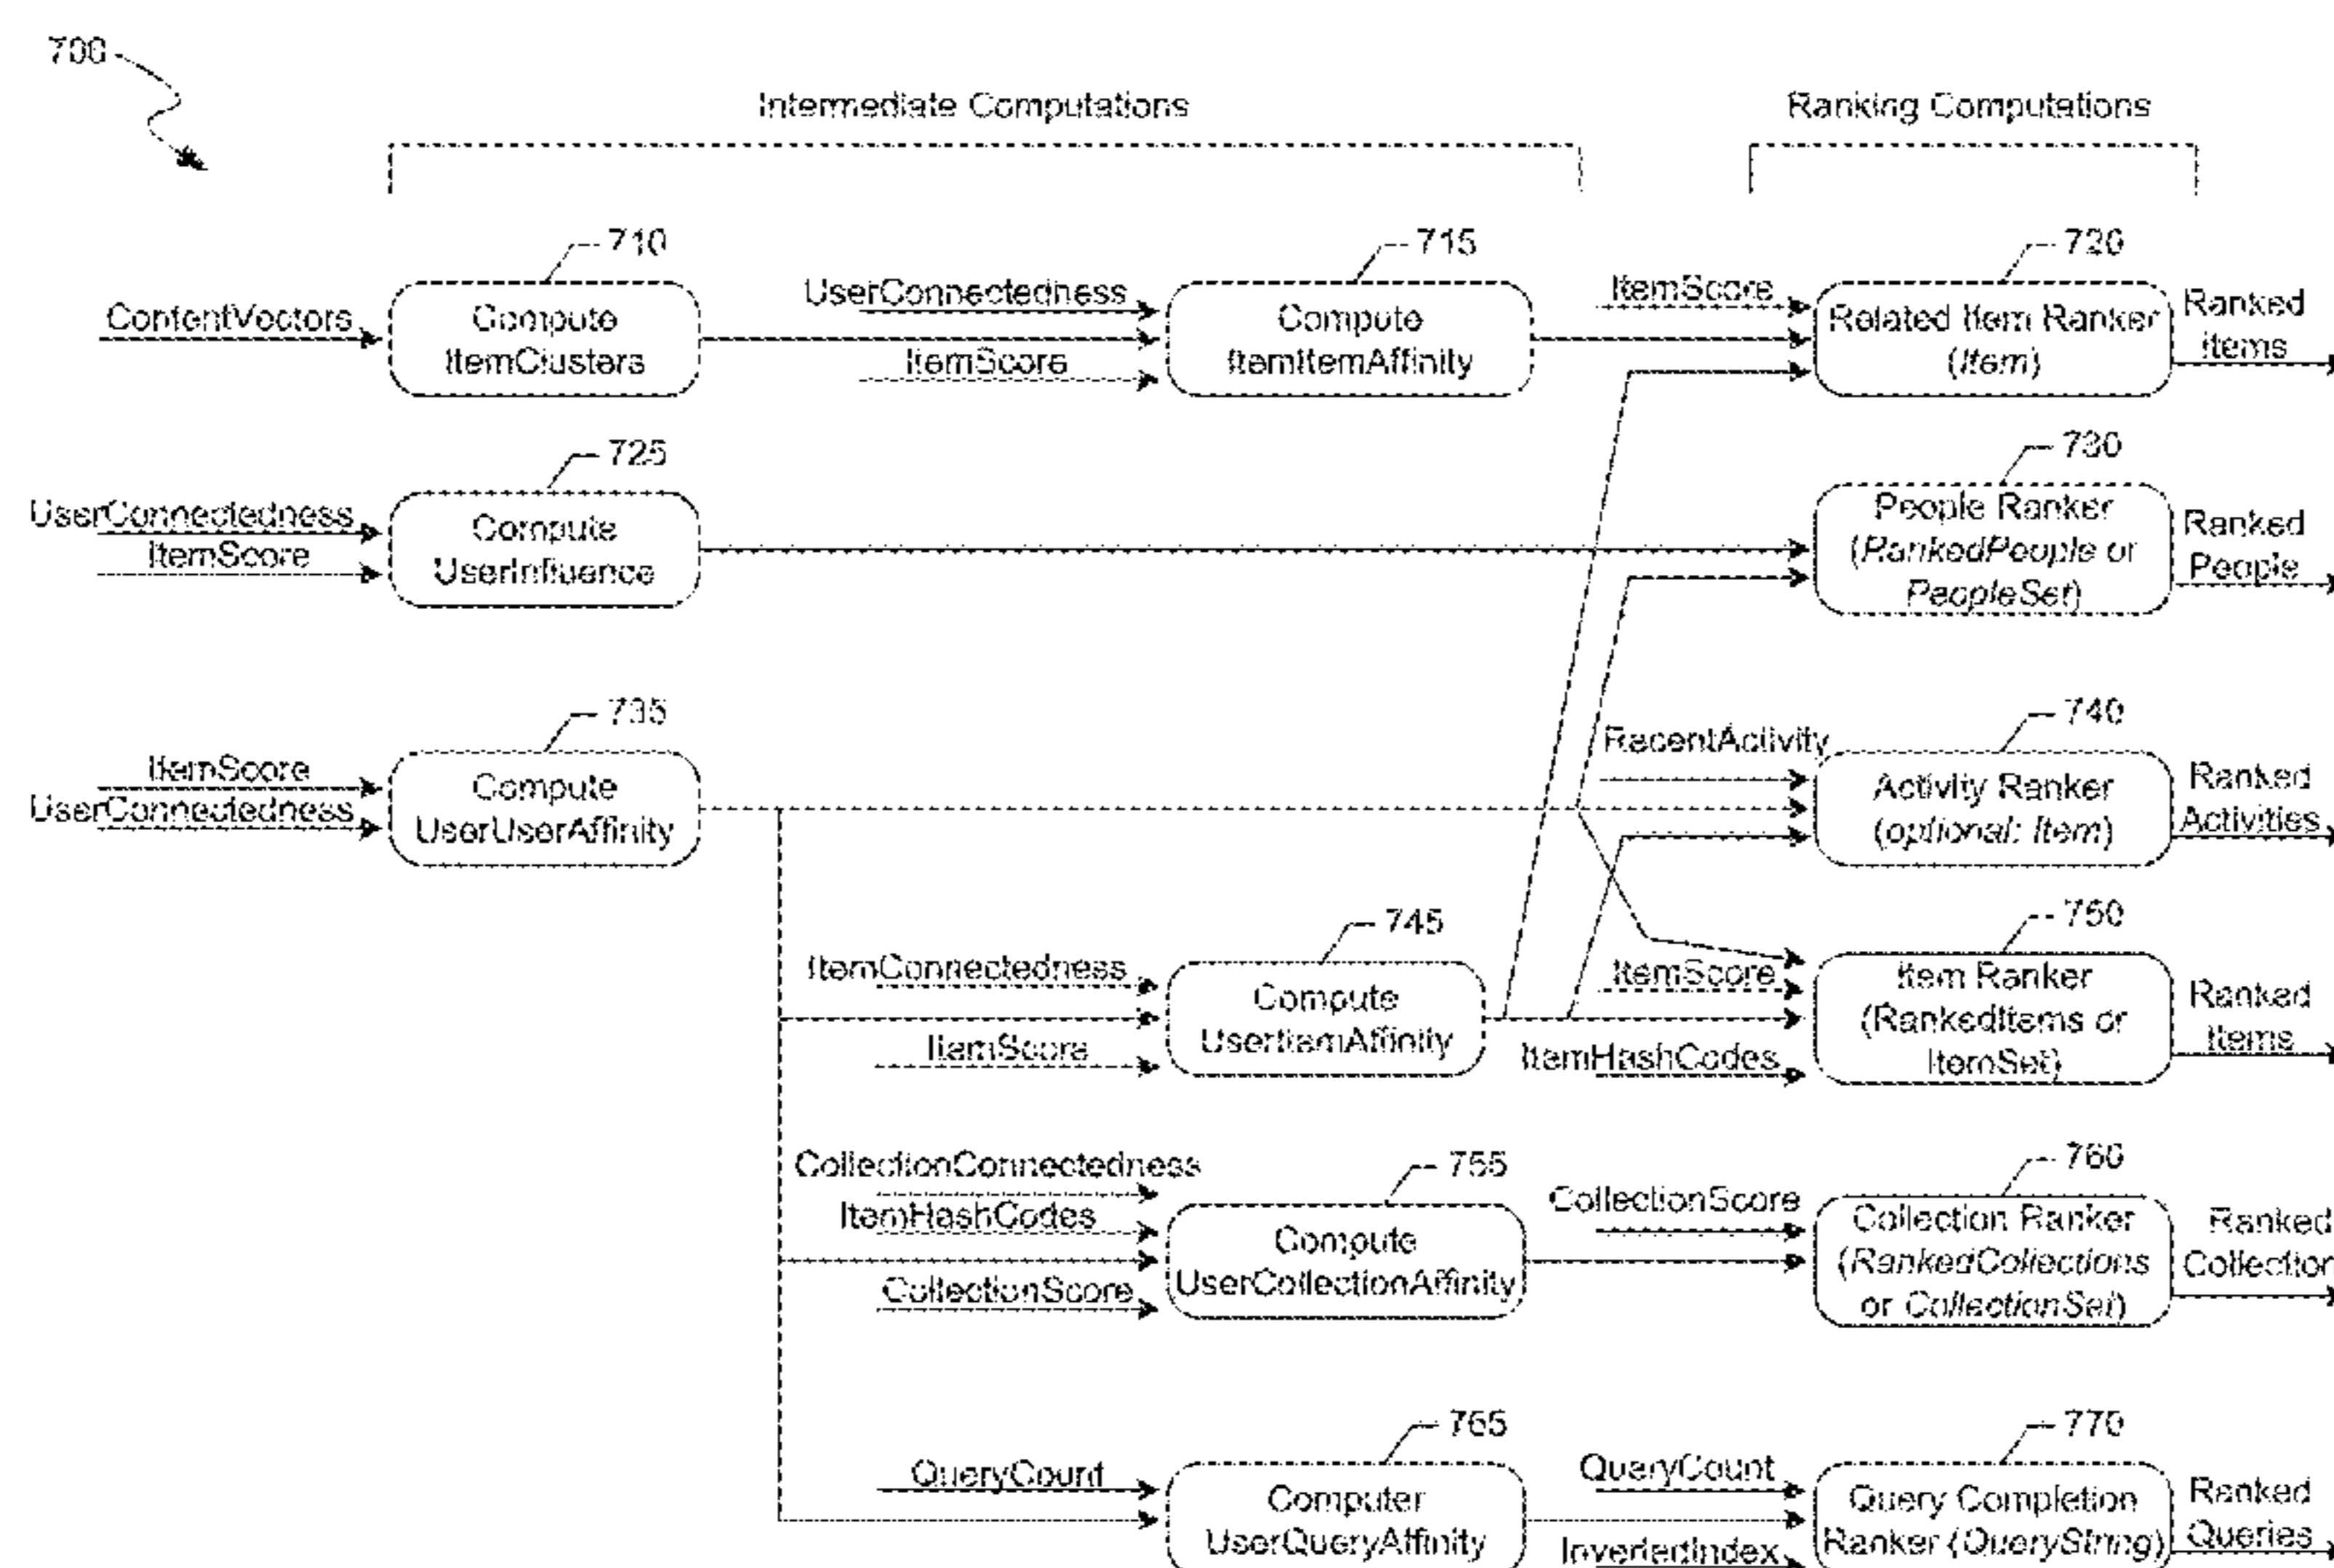 700
Intermediate Computations
Ranking Computations
710
715
720
ContentVectors
Compute
ItemClusters
UserConnectedness
ItemScore
Compute
ItemItemAffinity
ItemScore
Related Item Ranker
(Item)
Ranked
Items
725
730
UserConnectedness
ItemScore
Compute
UserInfluence
People Ranker
(RankedPeople or
PeopleSet)
Ranked
People
735
740
ItemScore
UserConnectedness
Compute
UserUserAffinity
RecentActivity
Activity Ranker
(optional: Item)
Ranked
Activities
745
750
ItemConnectedness
ItemScore
Compute
UserItemAffinity
ItemScore
ItemHashCodes
Item Ranker
(RankedItems or
ItemSet)
Ranked
Items
755
760
CollectionConnectedness
ItemHashCodes
CollectionScore
Compute
UserCollectionAffinity
CollectionScore
Collection Ranker
(RankedCollections
or CollectionSet)
Ranked
Collection
765
770
QueryCount
Computer
UserQueryAffinity
QueryCount
InvertedIndex
Query Completion
Ranker (QueryString)
Ranked
Queries